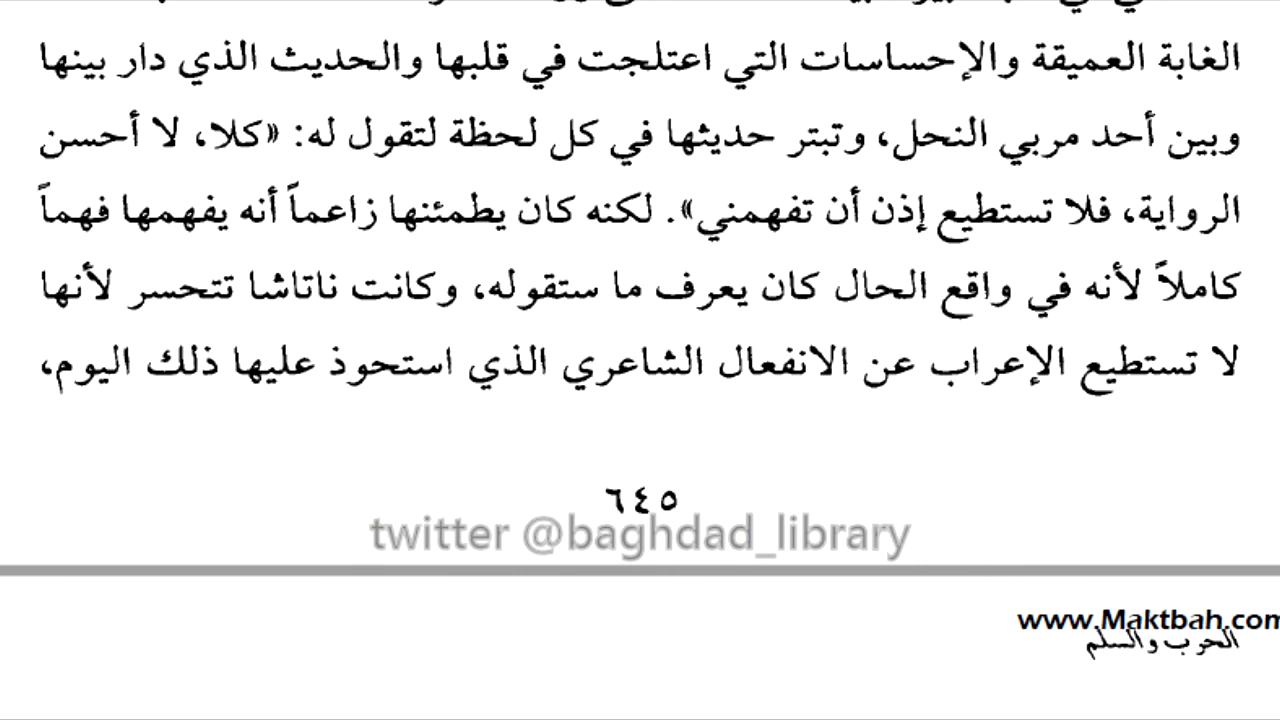 الغابة العميقة والإحساسات التي اعتلجت في قلبها والحديث الذي دار بينها
وبين أحد مربي النحل، وتبتر حديثها في كل لحظة لتقول له: «كلا، لا أحسن
الرواية، فلا تستطيع إذن أن تفهمني». لكنه كان يطمئنها زاعماً أنه يفهمها فهماً
كاملاً لأنه في واقع الحال كان يعرف ما ستقوله، وكانت ناتاشا تتحسر لأنها
لا تستطيع الإعراب عن الانفعال الشاعري الذي استحوذ عليها ذلك اليوم،
٦٤٥
twitter @baghdad_library
www.Maktbah.com
الحرب والسلم